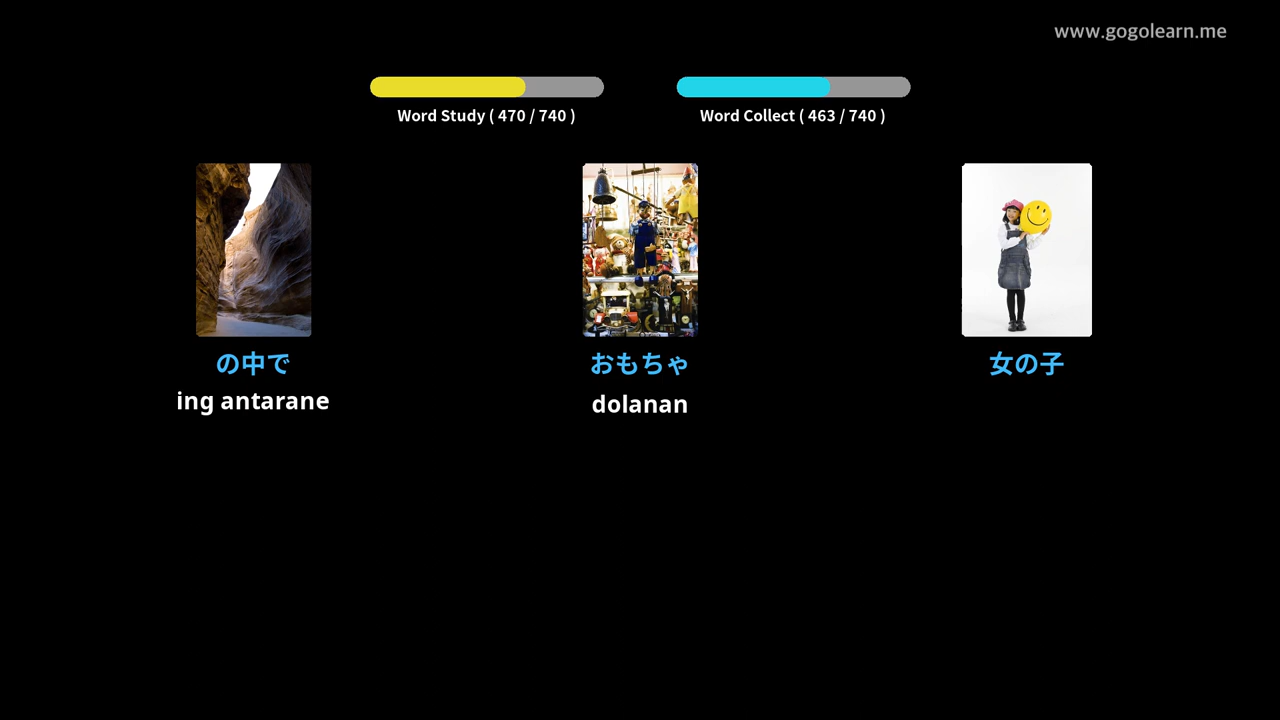 www.gogolearn.me
Word Study ( 470 / 740 )
Word Collect ( 463 / 740 )
の中で
おもちゃ
女の子
ing antarane
dolanan